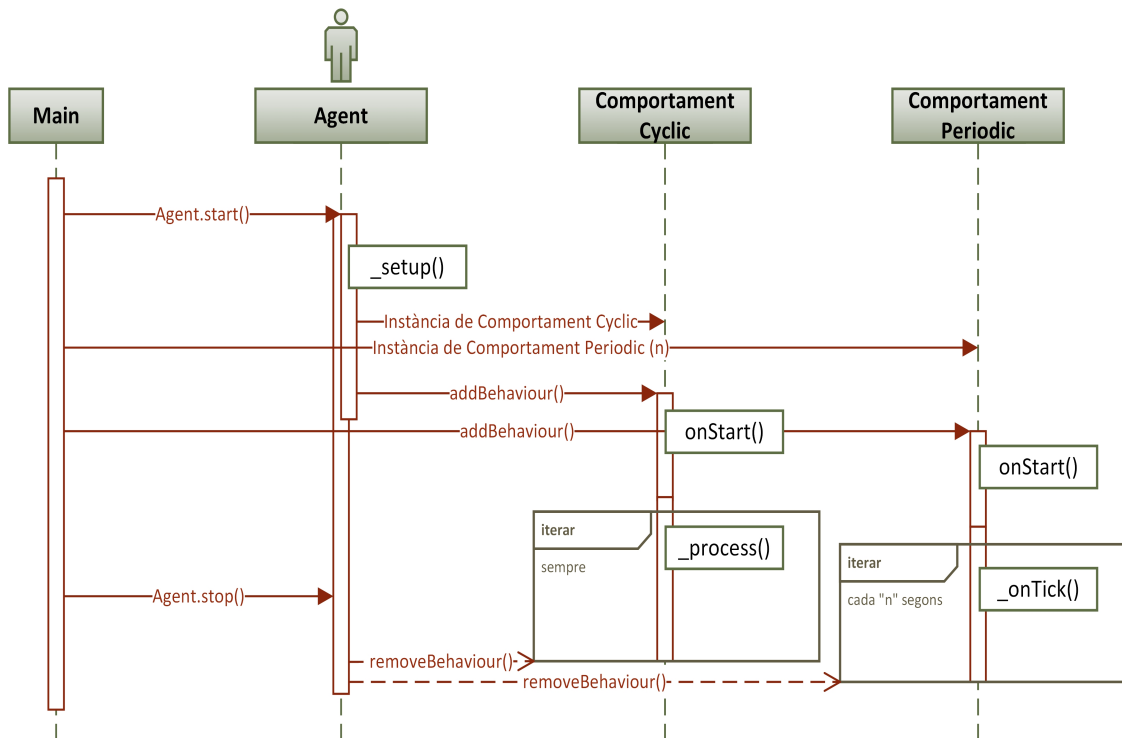 Main
Agent
Comportament
Cyclic
Comportament
Periodic
Agent.start()
_setup()
Instància de Comportament Cyclic
Instància de Comportament Periodic (n)
addBehaviour()
addBehaviour()
onStart()
onStart()
iterar
sempre
_process()
iterar
cada "n" segons
_onTick()
Agent.stop()
removeBehaviour()
removeBehaviour()